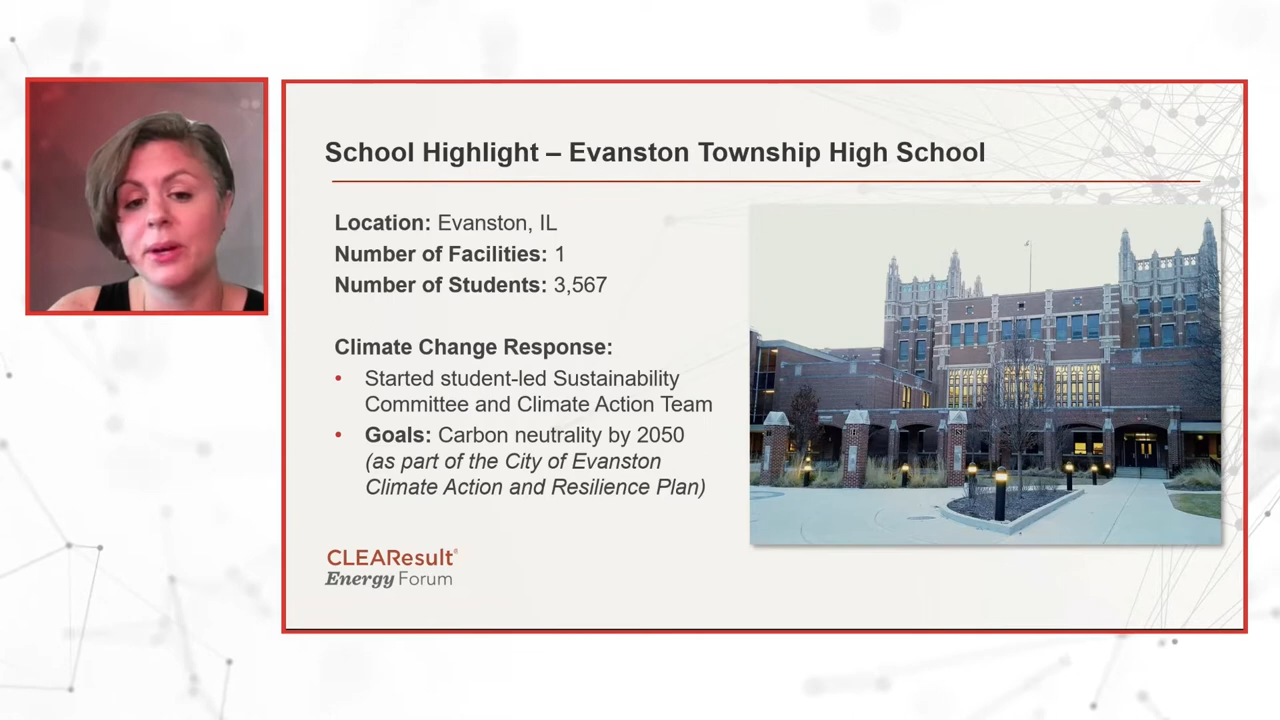 School Highlight – Evanston Township High School
Location: Evanston, IL
Number of Facilities: 1
Number of Students: 3,567
Climate Change Response:
• Started student-led Sustainability
Committee and Climate Action Team
• Goals: Carbon neutrality by 2050
(as part of the City of Evanston
Climate Action and Resilience Plan)
CLEAResult®
Energy Forum